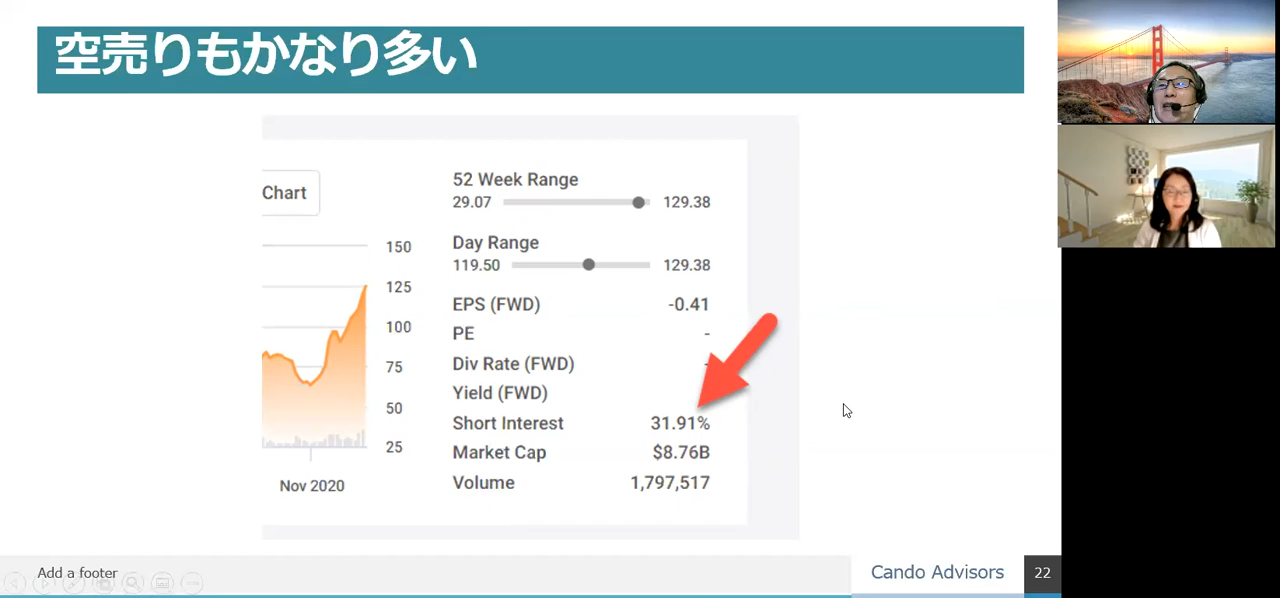 空売りもかなり多い
Chart
150
125
100
75
50
25
Nov 2020
52 Week Range
29.07 129.38
Day Range
119.50 129.38
EPS (FWD) -0.41
PE -
Div Rate (FWD) -
Yield (FWD)
Short Interest 31.91%
Market Cap $8.76B
Volume 1,797,517
Add a footer
Cando Advisors
22